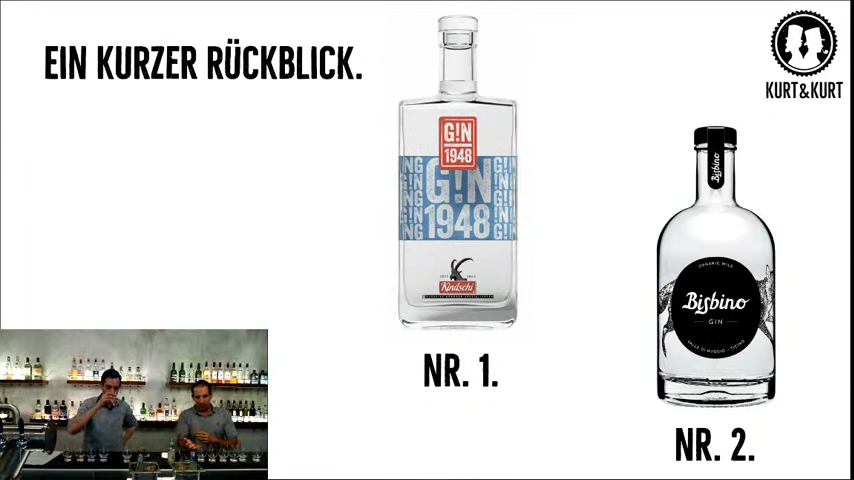 EIN KURZER RÜCKBLICK.
KURT&KURT
G!N
1948
G!N
1948
Kindschi
NR. 1.
Bisbino
ORGANIC WILD
Bisbino
GIN
VALLE DI MUGGIO - TICINO
NR. 2.